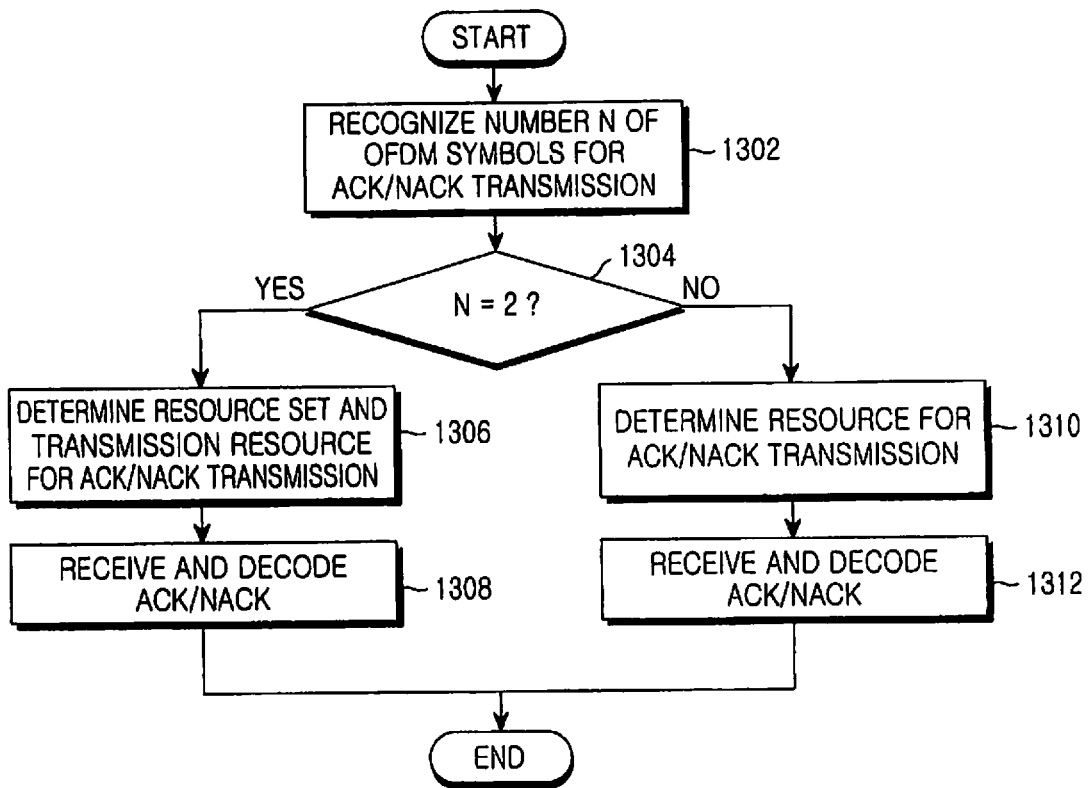 START
RECOGNIZE NUMBER N OF
OFDM SYMBOLS FOR
ACK/NACK TRANSMISSION
1302
1304
YES
N = 2 ?
NO
DETERMINE RESOURCE SET AND
TRANSMISSION RESOURCE
FOR ACK/NACK TRANSMISSION
1306
DETERMINE RESOURCE FOR
ACK/NACK TRANSMISSION
1310
RECEIVE AND DECODE
ACK/NACK
1308
RECEIVE AND DECODE
ACK/NACK
1312
END